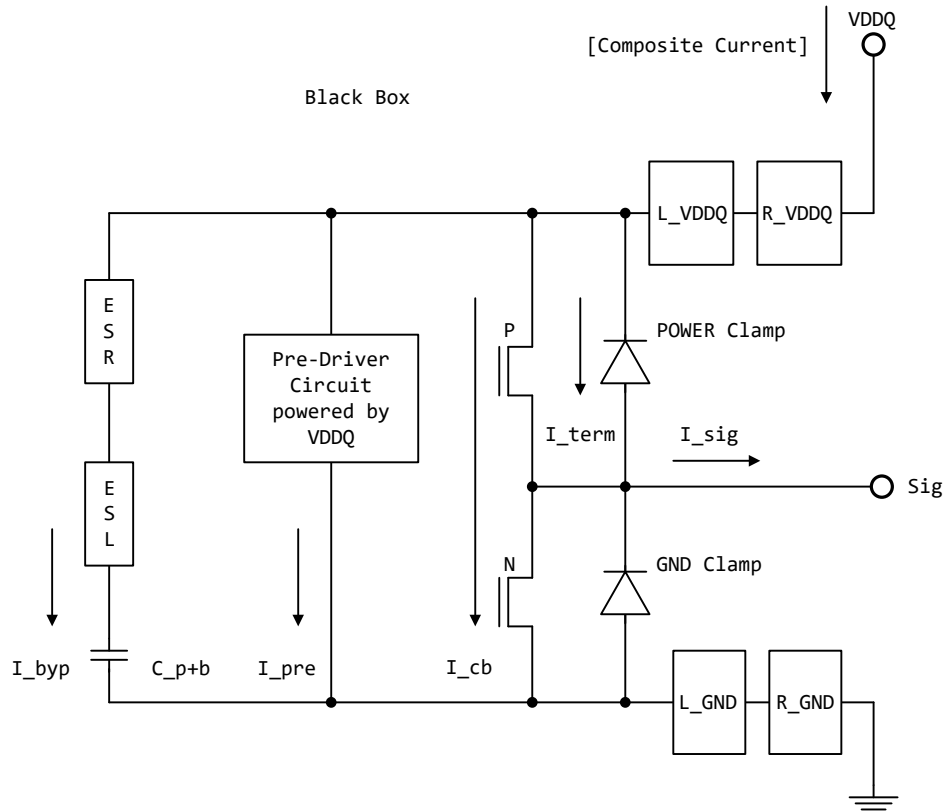 VDDQ
[Composite Current]
Black Box
L_VDDQ
R_VDDQ
E
S
R
P
POWER Clamp
Pre-Driver
Circuit
powered by
VDDQ
I_term
I_sig
E
S
L
Sig
N
GND Clamp
I_byp
C_p+b
I_pre
I_cb
L_GND
R_GND